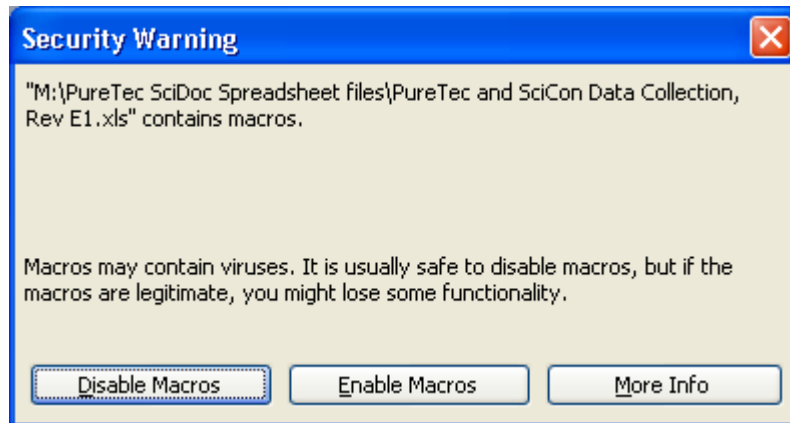 Security Warning
"M:\PureTec SciDoc Spreadsheet files\PureTec and SciCon Data Collection,
Rev E1.xls" contains macros.
Macros may contain viruses. It is usually safe to disable macros, but if the
macros are legitimate, you might lose some functionality.
Disable Macros
Enable Macros
More Info